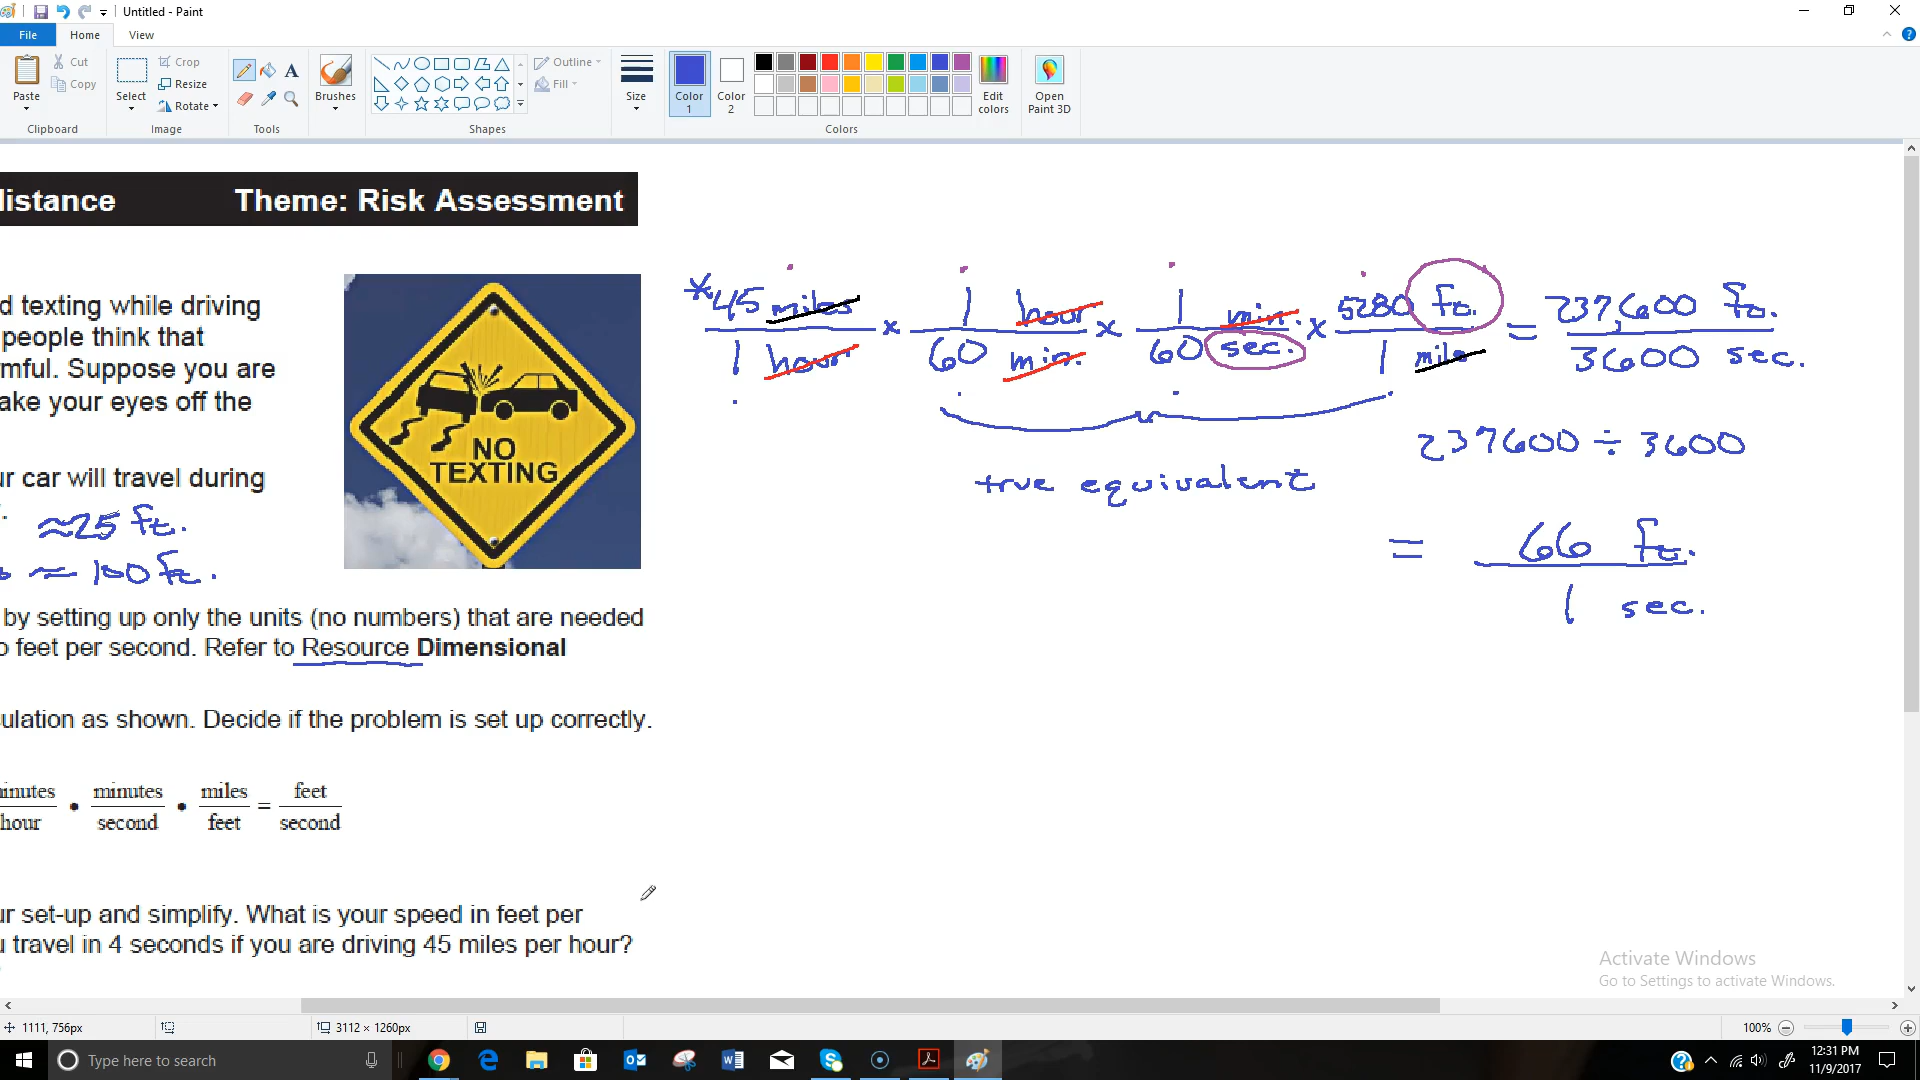 Untitled - Paint
File Home View
Paste
Cut
Copy
Clipboard
Select
Crop
Resize
Rotate
Image
Tools
Brushes
Shapes
Outline
Fill
Size
Color 1
Color 2
Colors
Edit colors
Open Paint 3D
istance Theme: Risk Assessment
d texting while driving
people think that
mful. Suppose you are
ake your eyes off the
ur car will travel during
≈25 ft.
≈ 100 ft.
NO
TEXTING
by setting up only the units (no numbers) that are needed
o feet per second. Refer to Resource Dimensional
ulation as shown. Decide if the problem is set up correctly.
inutes minutes miles feet
hour • second • feet = second
ur set-up and simplify. What is your speed in feet per
u travel in 4 seconds if you are driving 45 miles per hour?
*45 miles 1 hour 1 min. 5280 ft. 237,600 ft.
1 hour × 60 min. × 60 sec. × 1 mile = 3600 sec.
237600 ÷ 3600
true equivalent
= 66 ft.
1 sec.
Activate Windows
Go to Settings to activate Windows.
1111, 756px
3112 × 1260px
100%
Type here to search
12:31 PM
11/9/2017